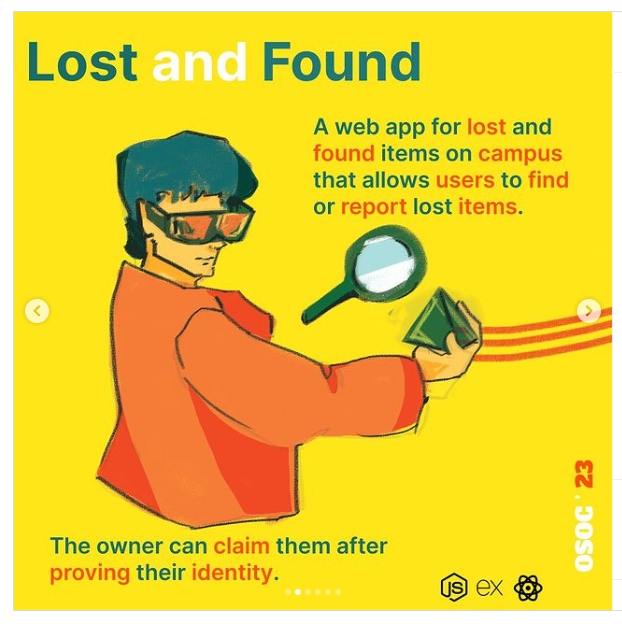 Lost and Found
A web app for lost and
found items on campus
that allows users to find
or report lost items.
OSOC '23
The owner can claim them after
proving their identity.
JS ex